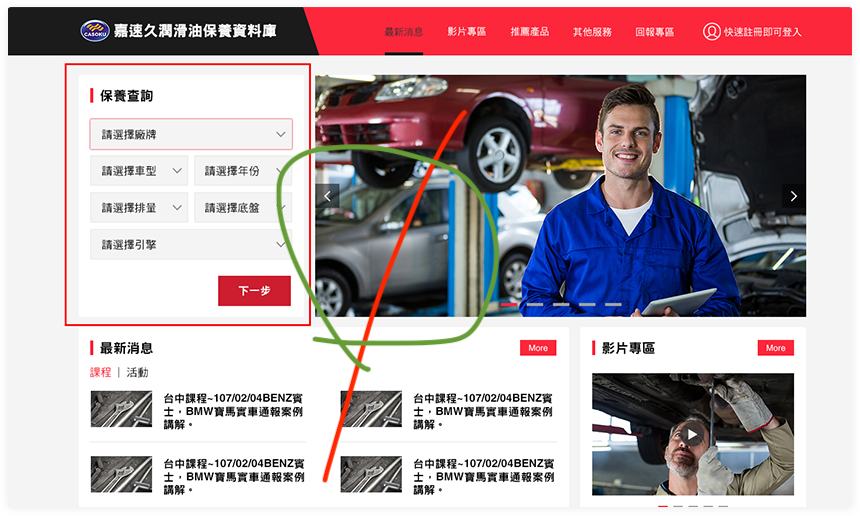 CASOKU 嘉速久潤滑油保養資料庫
最新消息 影片專區 推薦產品 其他服務 回報專區 快速註冊即可登入
保養查詢
請選擇廠牌
請選擇車型 請選擇年份
請選擇排量 請選擇底盤
請選擇引擎
下一步
最新消息 More
課程 | 活動
台中課程~107/02/04BENZ賓
士，BMW寶馬實車通報案例
講解。
台中課程~107/02/04BENZ賓
士，BMW寶馬實車通報案例
講解。
台中課程~107/02/04BENZ賓
士，BMW寶馬實車通報案例
講解。
台中課程~107/02/04BENZ賓
士，BMW寶馬實車通報案例
講解。
影片專區 More